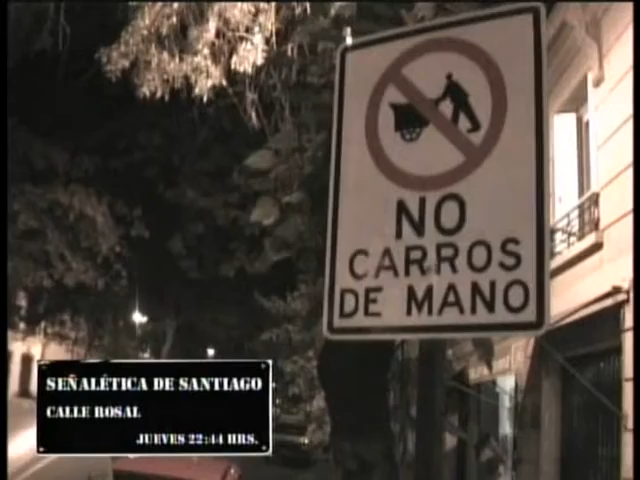 NO
CARROS
DE MANO
SEÑALÉTICA DE SANTIAGO
CALLE ROSAL
JUEVES 22:44 HRS.